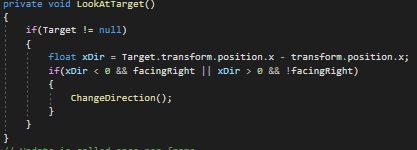 private void LookAtTarget()
{
if(Target != null)
{
float xDir = Target.transform.position.x - transform.position.x;
if(xDir < 0 && facingRight || xDir > 0 && !facingRight)
{
ChangeDirection();
}
}
}